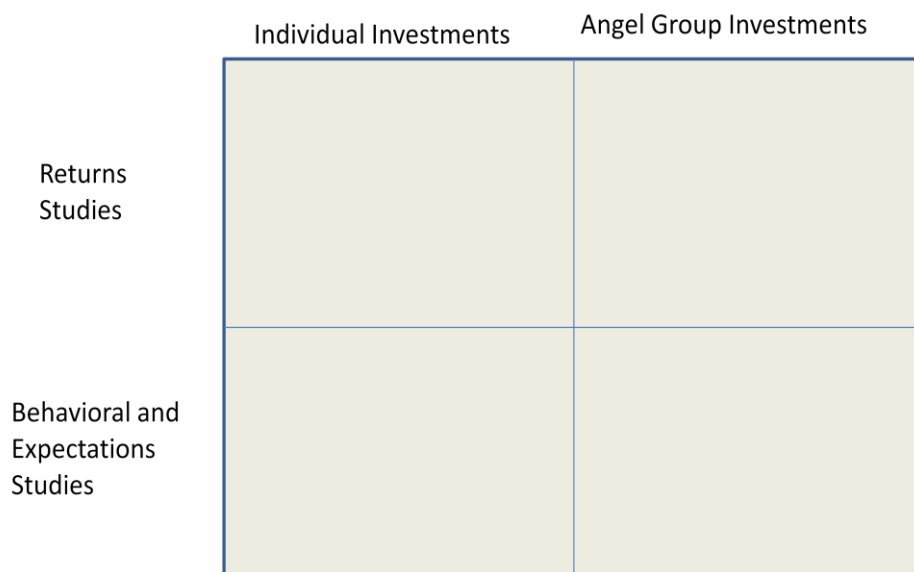 Individual Investments
Angel Group Investments
Returns
Studies
Behavioral and
Expectations
Studies